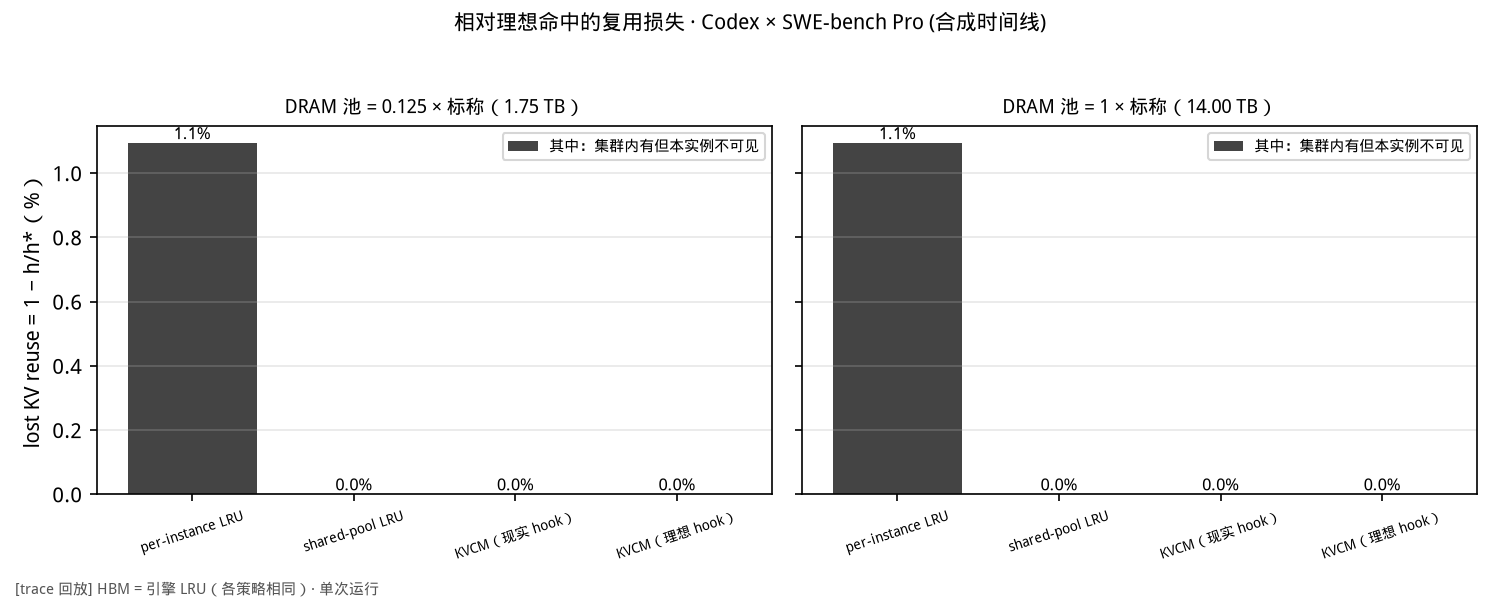 相对理想命中的复用损失 · Codex × SWE-bench Pro (合成时间线)
DRAM 池 = 0.125 × 标称（1.75 TB）
lost KV reuse = 1 − h/h*（%）
1.0
0.8
0.6
0.4
0.2
0.0
1.1%
0.0%
0.0%
0.0%
其中：集群内有但本实例不可见
per-instance LRU
shared-pool LRU
KVCM（现实 hook）
KVCM（理想 hook）
DRAM 池 = 1 × 标称（14.00 TB）
1.1%
0.0%
0.0%
0.0%
其中：集群内有但本实例不可见
per-instance LRU
shared-pool LRU
KVCM（现实 hook）
KVCM（理想 hook）
[trace 回放] HBM = 引擎 LRU（各策略相同）· 单次运行